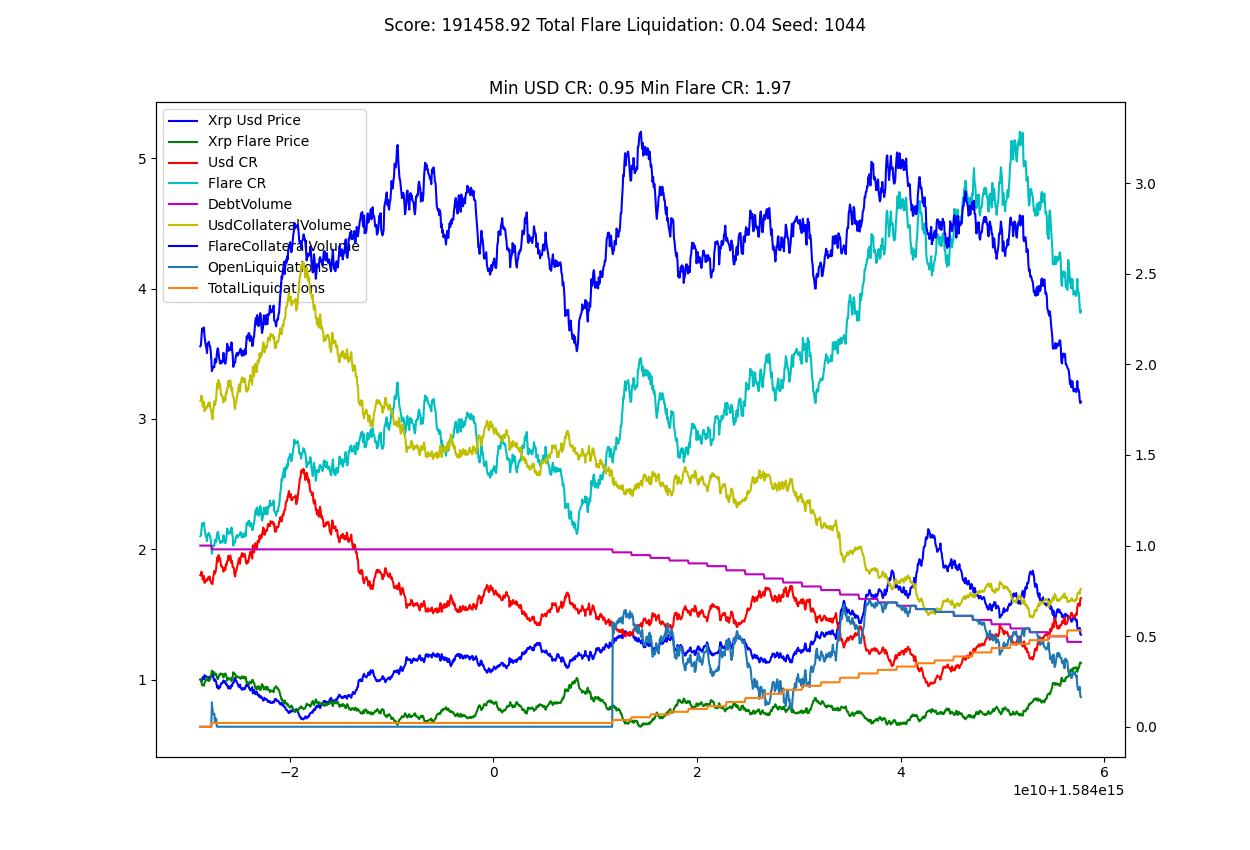 Score: 191458.92 Total Flare Liquidation: 0.04 Seed: 1044
Min USD CR: 0.95 Min Flare CR: 1.97
Xrp Usd Price
Xrp Flare Price
Usd CR
Flare CR
DebtVolume
UsdCollateralVolume
FlareCollateralVolume
OpenLiquidations
TotalLiquidations
5
4
3
2
1
3.0
2.5
2.0
1.5
1.0
0.5
0.0
−2
0
2
4
6
1e10+1.584e15